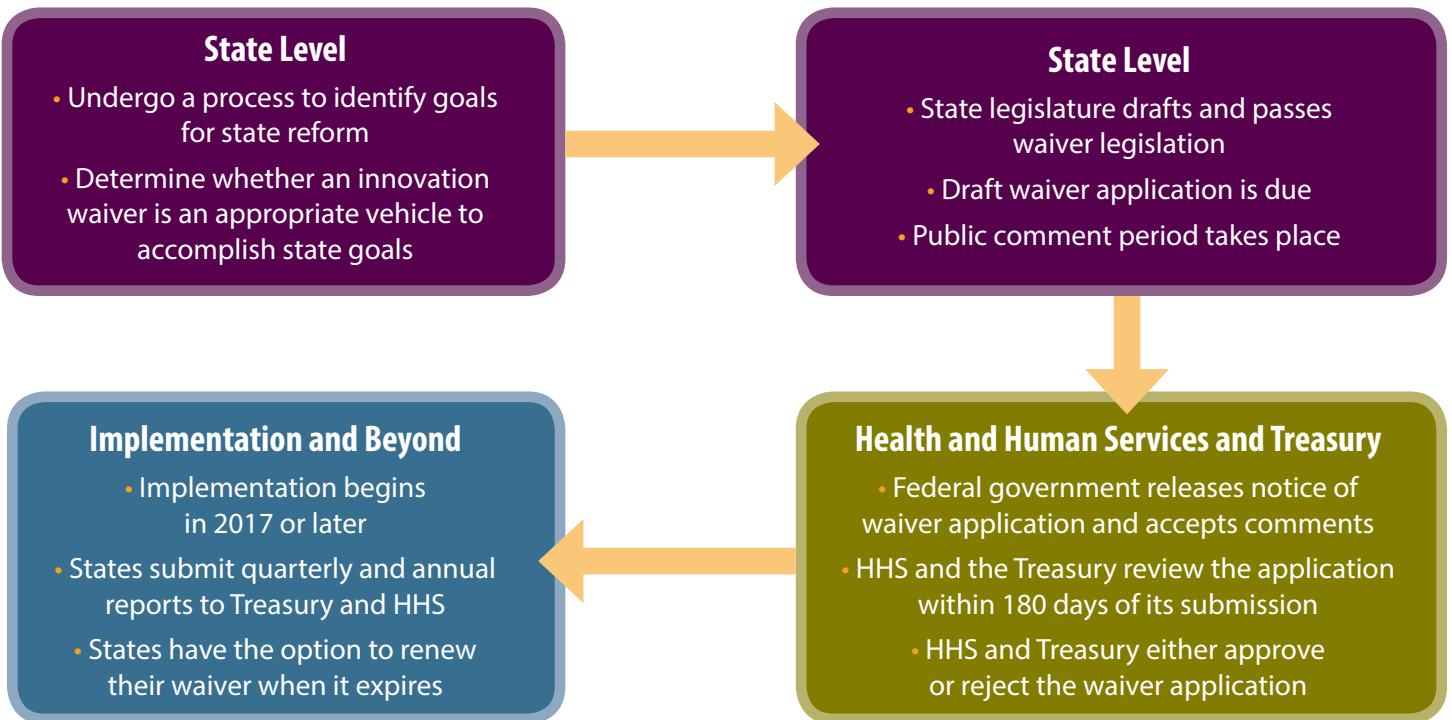 State Level
• Undergo a process to identify goals
for state reform
• Determine whether an innovation
waiver is an appropriate vehicle to
accomplish state goals
State Level
• State legislature drafts and passes
waiver legislation
• Draft waiver application is due
• Public comment period takes place
Health and Human Services and Treasury
• Federal government releases notice of
waiver application and accepts comments
• HHS and the Treasury review the application
within 180 days of its submission
• HHS and Treasury either approve
or reject the waiver application
Implementation and Beyond
• Implementation begins
in 2017 or later
• States submit quarterly and annual
reports to Treasury and HHS
• States have the option to renew
their waiver when it expires